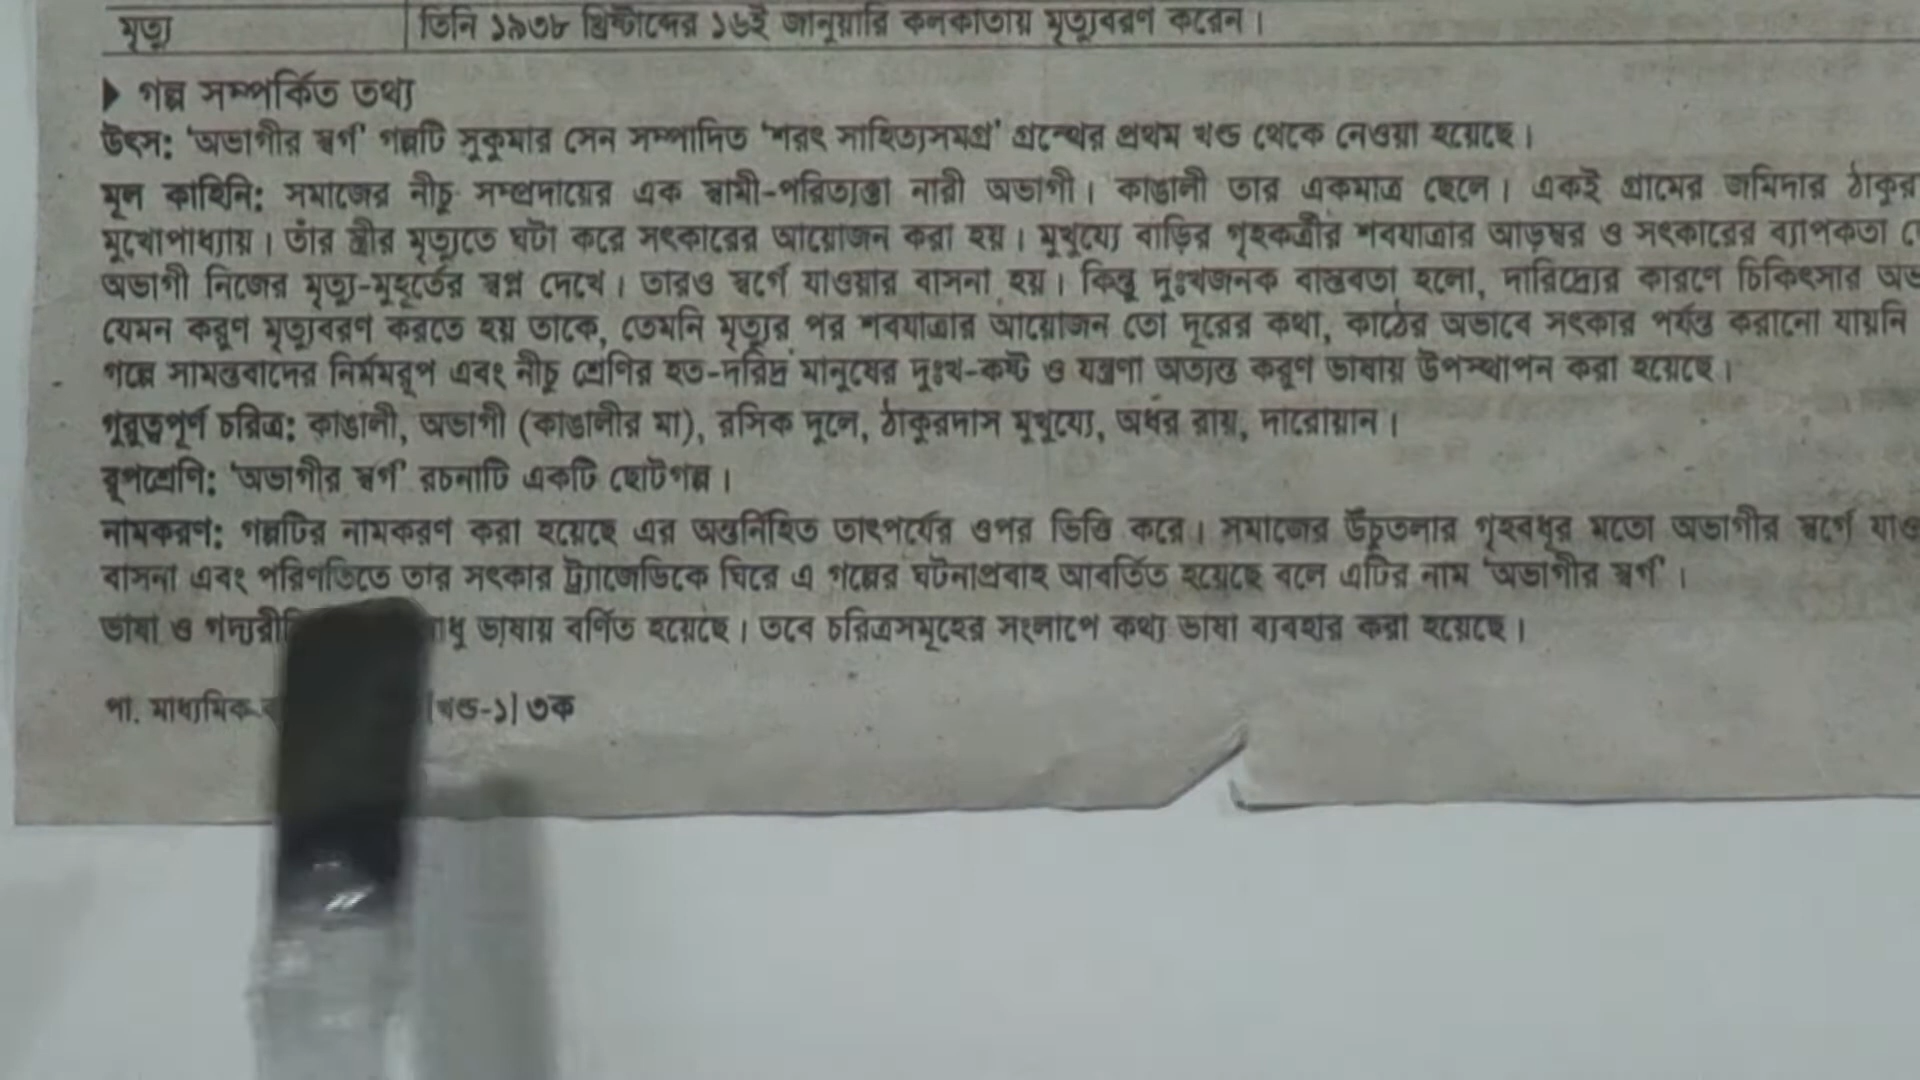 মৃত্যু তিনি ১৯৩৮ খ্রিষ্টাব্দের ১৬ই জানুয়ারি কলকাতায় মৃত্যুবরণ করেন।
▶ গল্প সম্পর্কিত তথ্য
উৎস: 'অভাগীর স্বর্গ' গল্পটি সুকুমার সেন সম্পাদিত 'শরৎ সাহিত্যসমগ্র' গ্রন্থের প্রথম খণ্ড থেকে নেওয়া হয়েছে।
মূল কাহিনি: সমাজের নীচু সম্প্রদায়ের এক স্বামী-পরিত্যক্তা নারী অভাগী। কাঙালী তার একমাত্র ছেলে। একই গ্রামের জমিদার ঠাকুর
মুখোপাধ্যায়। তাঁর স্ত্রীর মৃত্যুতে ঘটা করে সৎকারের আয়োজন করা হয়। মুখুয্যে বাড়ির গৃহকর্ত্রীর শবযাত্রার আড়ম্বর ও সৎকারের ব্যাপকতা
অভাগী নিজের মৃত্যু-মুহূর্তের স্বপ্ন দেখে। তারও স্বর্গে যাওয়ার বাসনা হয়। কিন্তু দুঃখজনক বাস্তবতা হলো, দারিদ্র্যের কারণে চিকিৎসার অভ
যেমন করুণ মৃত্যুবরণ করতে হয় তাকে, তেমনি মৃত্যুর পর শবযাত্রার আয়োজন তো দূরের কথা, কাঠের অভাবে সৎকার পর্যন্ত করানো যায়নি
গল্পে সামন্তবাদের নির্মমরূপ এবং নীচু শ্রেণির হত-দরিদ্র মানুষের দুঃখ-কষ্ট ও যন্ত্রণা অত্যন্ত করুণ ভাষায় উপস্থাপন করা হয়েছে।
গুরুত্বপূর্ণ চরিত্র: কাঙালী, অভাগী (কাঙালীর মা), রসিক দুলে, ঠাকুরদাস মুখুয্যে, অধর রায়, দারোয়ান।
রূপশ্রেণি: 'অভাগীর স্বর্গ' রচনাটি একটি ছোটগল্প।
নামকরণ: গল্পটির নামকরণ করা হয়েছে এর অন্তর্নিহিত তাৎপর্যের ওপর ভিত্তি করে। সমাজের উঁচুতলার গৃহবধূর মতো অভাগীর স্বর্গে যাও
বাসনা এবং পরিণতিতে তার সৎকার ট্র্যাজেডিকে ঘিরে এ গল্পের ঘটনাপ্রবাহ আবর্তিত হয়েছে বলে এটির নাম 'অভাগীর স্বর্গ'।
ভাষা ও গদ্যরী ভাষায় বর্ণিত হয়েছে। তবে চরিত্রসমূহের সংলাপে কথ্য ভাষা ব্যবহার করা হয়েছে।
পা. মাধ্যমিক খণ্ড-১| ৩ক